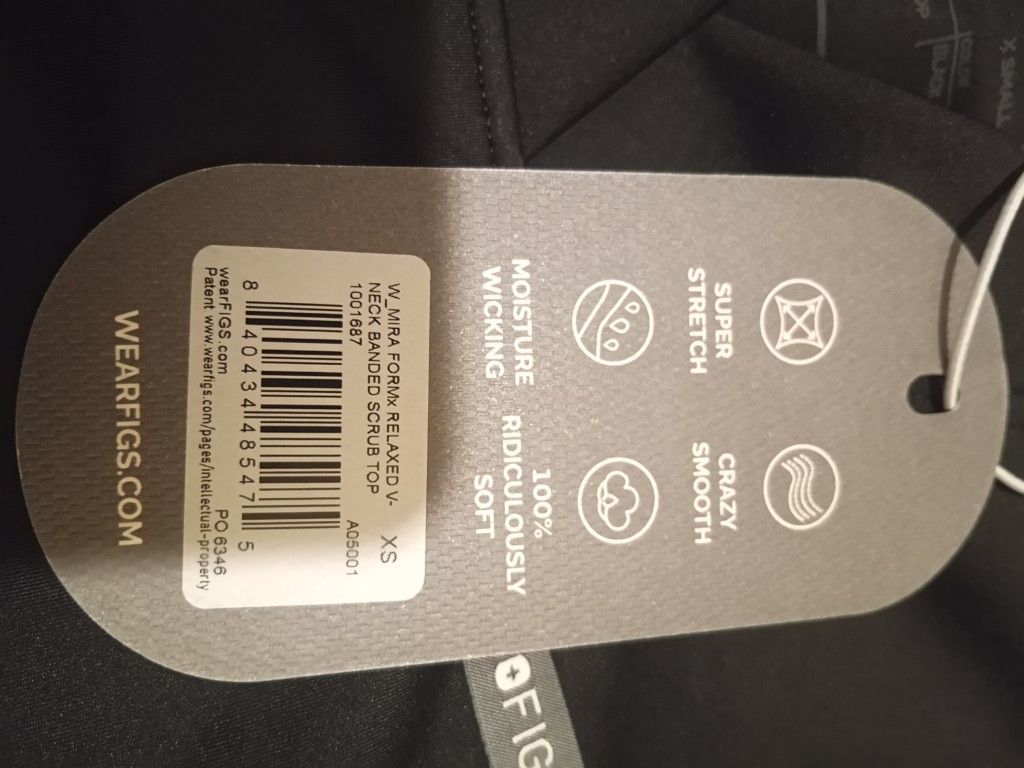 SUPER
STRETCH
CRAZY
SMOOTH
MOISTURE
WICKING
100%
RIDICULOUSLY
SOFT
W_MIRA FORMx RELAXED V-
NECK BANDED SCRUB TOP
XS
1001687
A05001
8 40434 48547 5
wearFIGS.com
PO 6346
Patent www.wearfigs.com/pages/intellectual-property
WEARFIGS.COM
FIG
X SMALL
BLACK